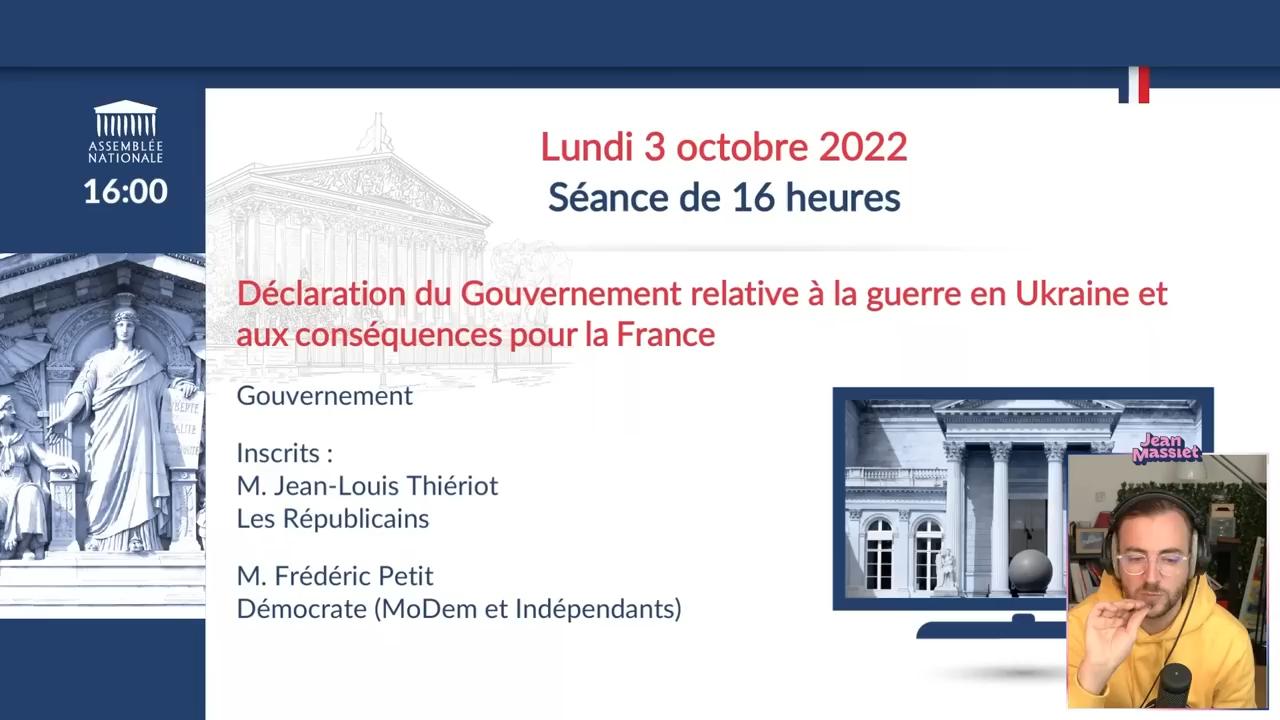 ASSEMBLÉE
NATIONALE
16:00
Lundi 3 octobre 2022
Séance de 16 heures
Déclaration du Gouvernement relative à la guerre en Ukraine et
aux conséquences pour la France
Gouvernement
Inscrits :
M. Jean-Louis Thiériot
Les Républicains
M. Frédéric Petit
Démocrate (MoDem et Indépendants)
Jean
Massiet
LIBERTÉ
ÉGALITÉ